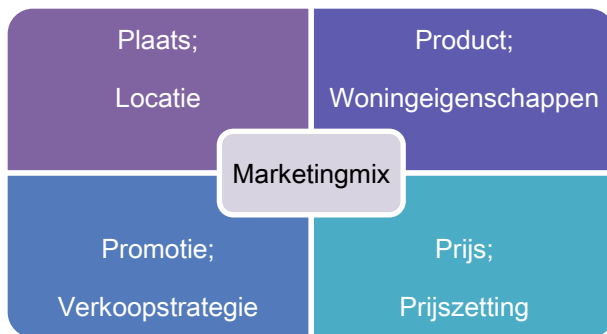 Plaats;
Locatie
Product;
Woningeigenschappen
Marketingmix
Promotie;
Verkoopstrategie
Prijs;
Prijszetting